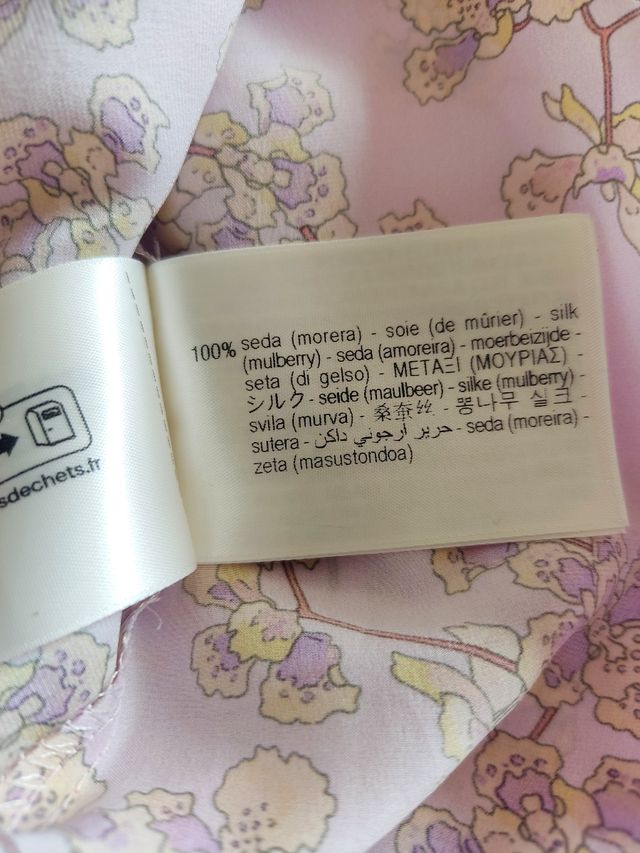 100% seda (morera) - soie (de mûrier) - silk
(mulberry) - seda (amoreira) - moerbeizijde -
seta (di gelso) - ΜΕΤΑΞΙ (ΜΟΥΡΙΑΣ) -
シルク - seide (maulbeer) - silke (mulberry) -
svila (murva) - 桑蚕丝 - 뽕나무 실크 -
sutera - حرير أرجوني داكن - seda (moreira) -
zeta (masustondoa)
sdechets.fr